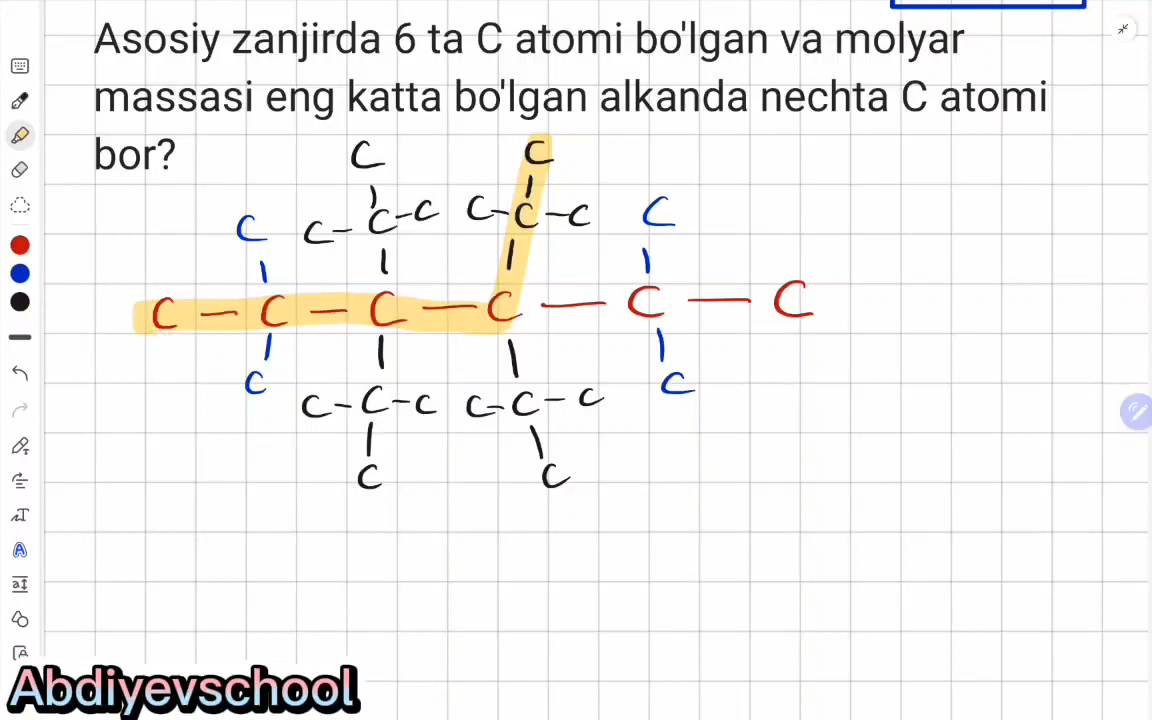 Asosiy zanjirda 6 ta C atomi bo'lgan va molyar
massasi eng katta bo'lgan alkanda nechta C atomi
bor?
C C
C C-C-C C-C-C C
C-C-C-C-C-C
C C-C-C C-C-C C
C C
Abdiyevschool